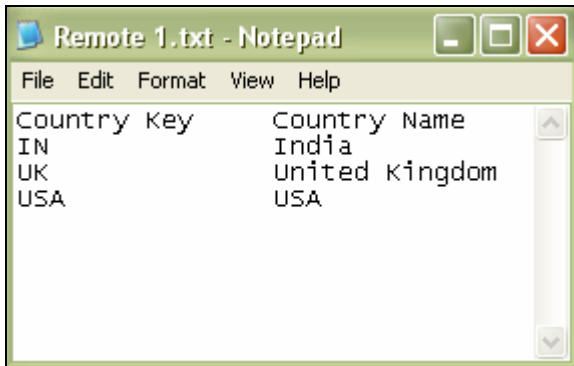 Remote 1.txt - Notepad
File Edit Format View Help
Country Key Country Name
IN India
UK United Kingdom
USA USA